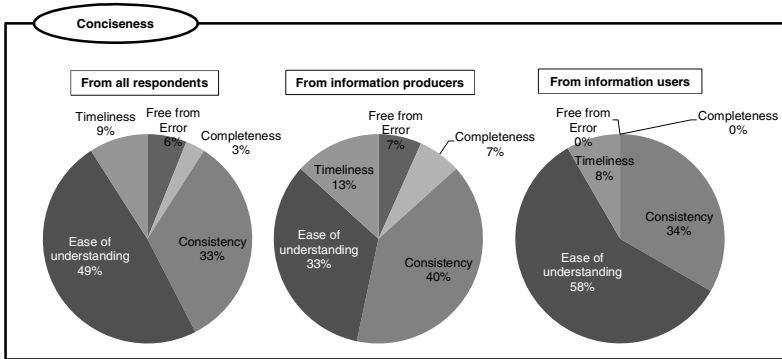 Conciseness
From all respondents
Timeliness
9%
Free from
Error
6%
Completeness
3%
Ease of
understanding
49%
Consistency
33%
From information producers
Free from
Error
7%
Completeness
7%
Timeliness
13%
Ease of
understanding
33%
Consistency
40%
From information users
Free from
Error
0%
Completeness
0%
Timeliness
8%
Consistency
34%
Ease of
understanding
58%